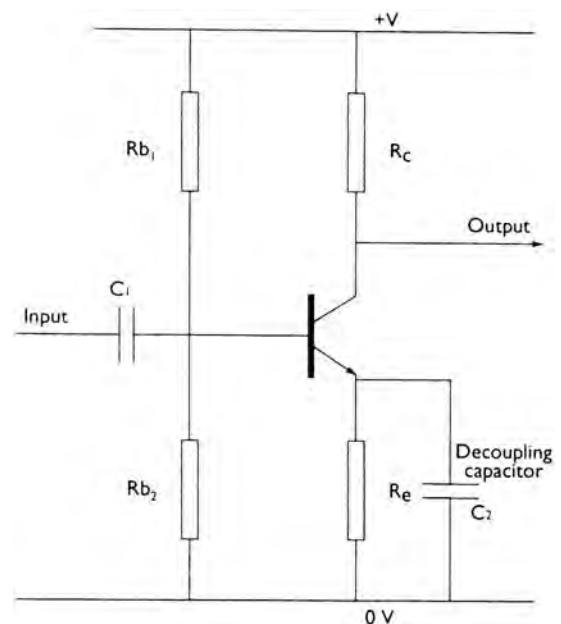 +V
Rb₁
Rc
Output
C₁
Input
Rb₂
Re
Decoupling
capacitor
C₂
0 V